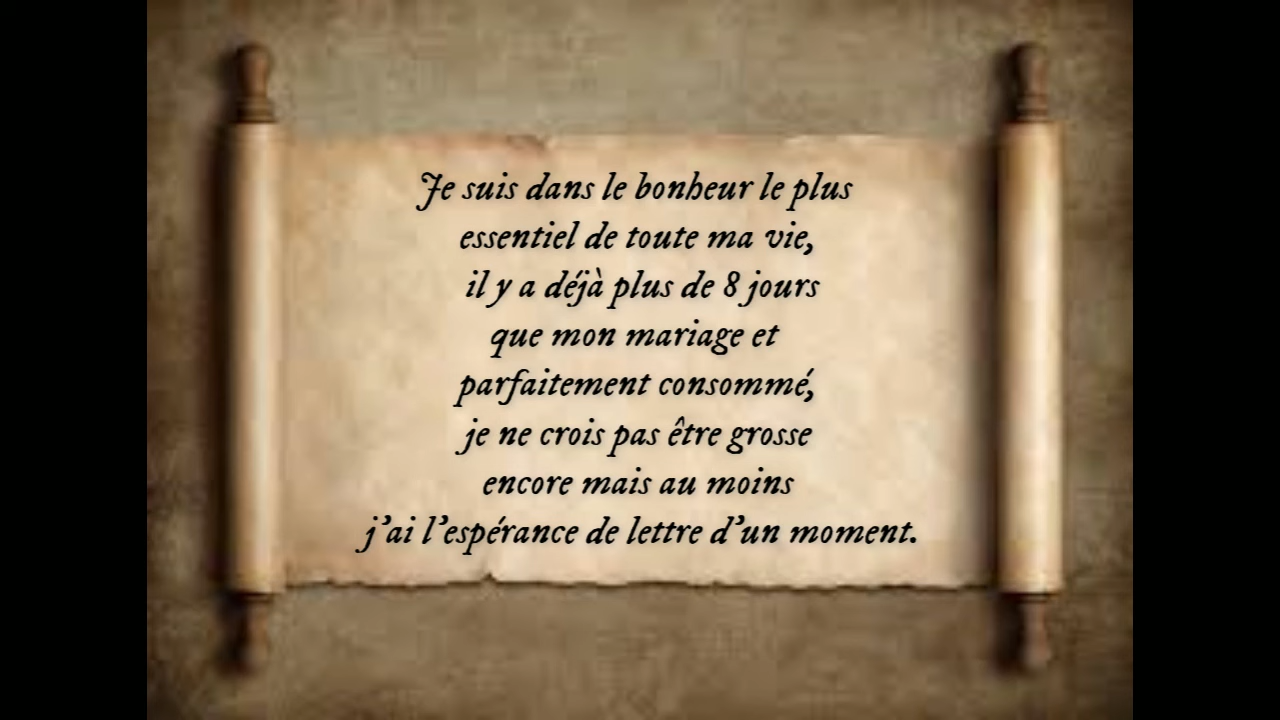 Je suis dans le bonheur le plus
essentiel de toute ma vie,
il y a déjà plus de 8 jours
que mon mariage et
parfaitement consommé,
je ne crois pas être grosse
encore mais au moins
j'ai l'espérance de lettre d'un moment.